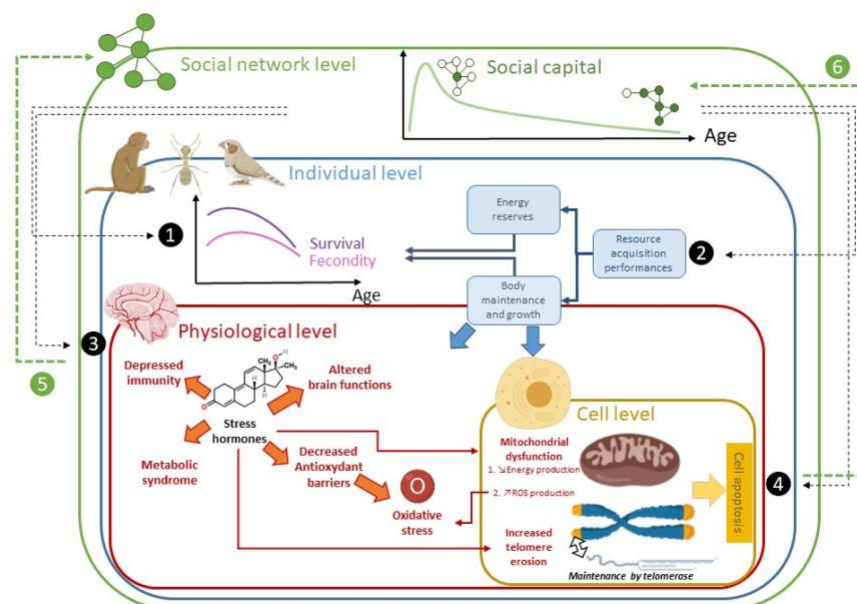 Social network level
Social capital
6
Age
Individual level
1
Survival
Fecondity
Age
Energy
reserves
Resource
acquisition
performances
2
Body
maintenance
and growth
3
Physiological level
5
Depressed
immunity
O
H
CH₃
CH₃
H
H
H
O
Altered
brain functions
Stress
hormones
Metabolic
syndrome
Decreased
Antioxydant
barriers
O
Oxidative
stress
Cell level
Mitochondrial
dysfunction
1. ↘Energy production
2. ↗ROS production
Increased
telomere
erosion
Maintenance by telomerase
Cell apoptosis
4